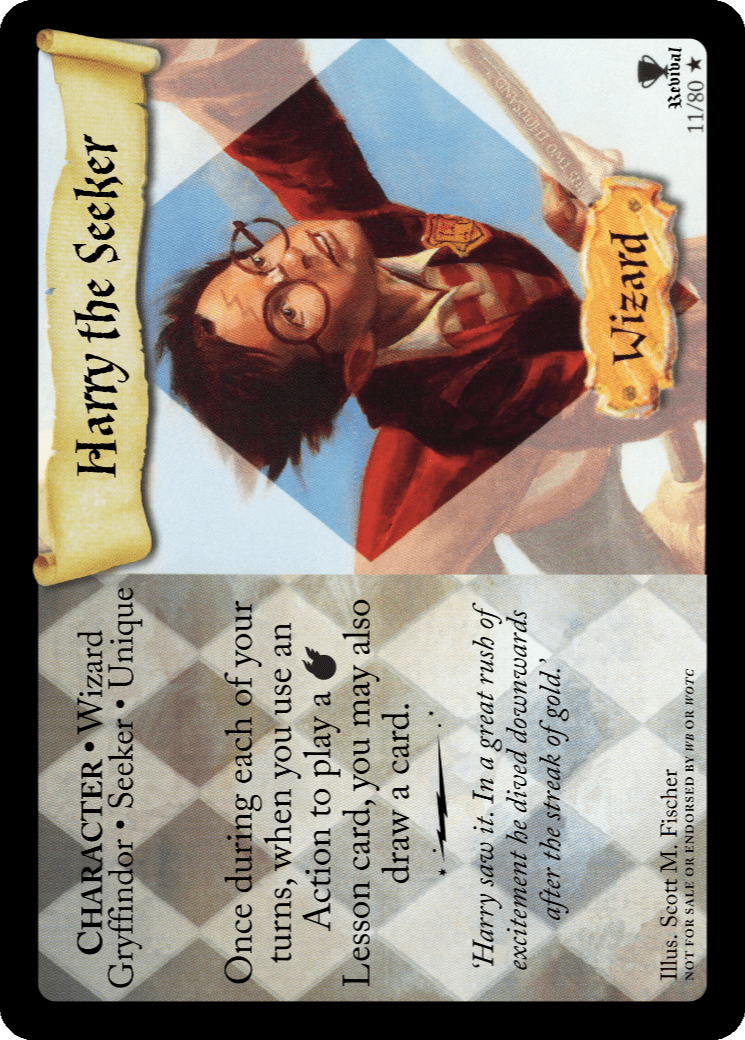 Harry the Seeker
Revival
11/80 ★
NIMBUS TWO THOUSAND
Wizard
CHARACTER • Wizard
Gryffindor • Seeker • Unique
Once during each of your
turns, when you use an
Action to play a
Lesson card, you may also
draw a card.
‘Harry saw it. In a great rush of
excitement he dived downwards
after the streak of gold.’
Illus. Scott M. Fischer
NOT FOR SALE OR ENDORSED BY WB OR WOTC